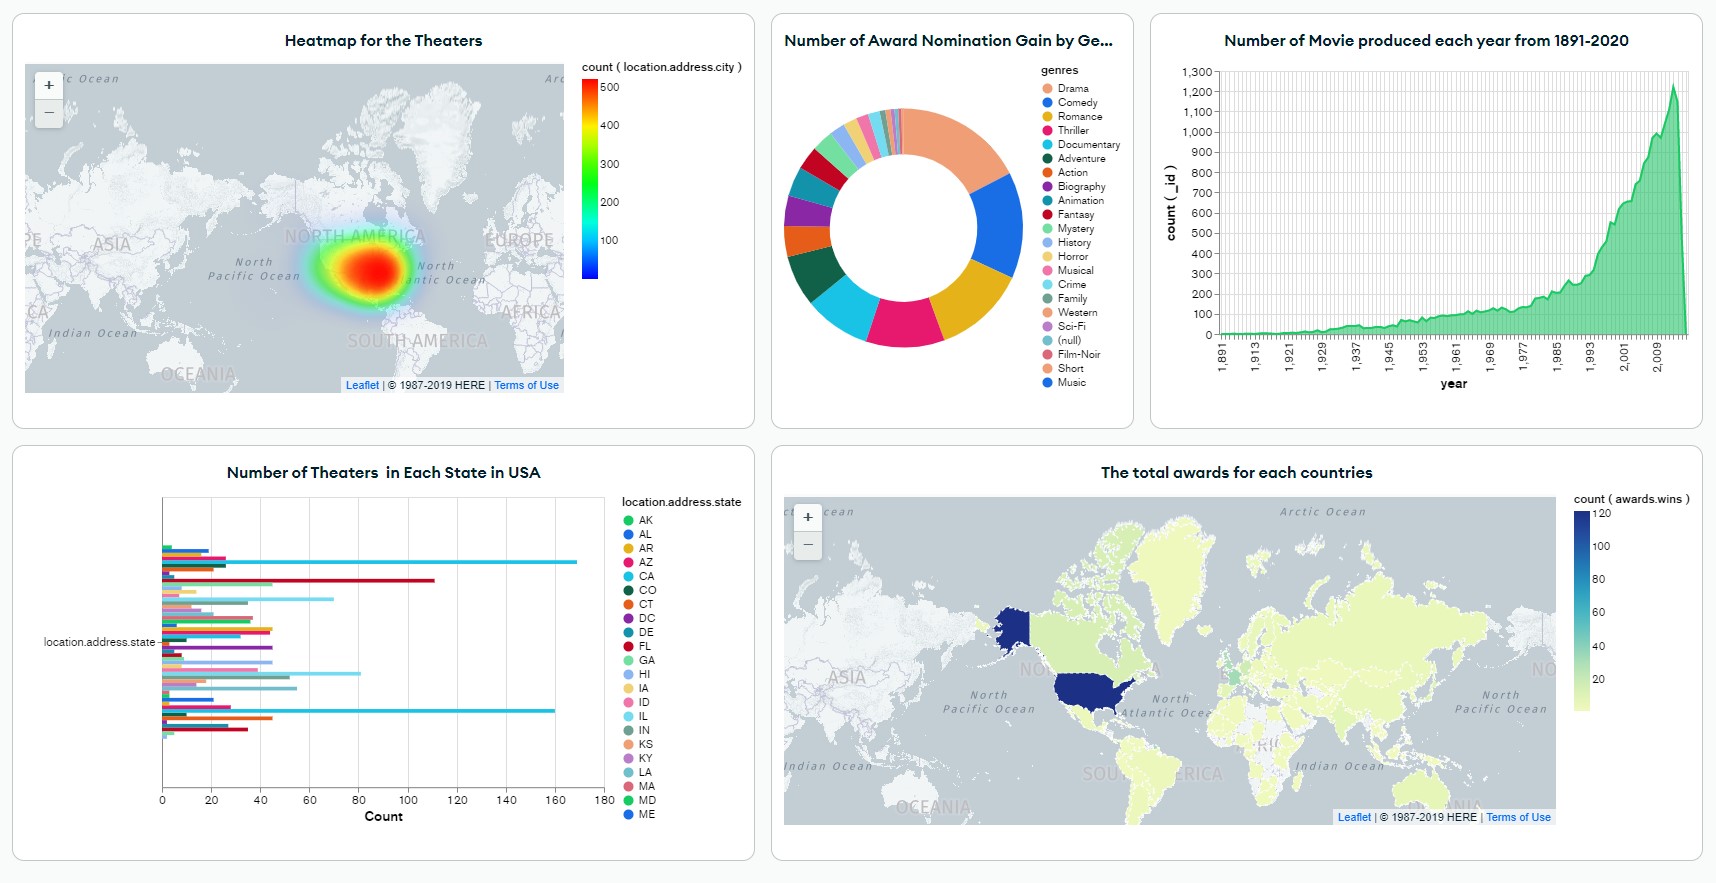 Heatmap for the Theaters
+
−
Ocean
NORTH AMERICA
ASIA
EUROPE
North
Pacific Ocean
North
AFRICA
Indian Ocean
SOUTH AMERICA
OCEANIA
Leaflet | © 1987-2019 HERE | Terms of Use
count ( location.address.city )
500
400
300
200
100
Number of Award Nomination Gain by Ge...
genres
Drama
Comedy
Romance
Thriller
Documentary
Adventure
Action
Biography
Animation
Fantasy
Mystery
History
Horror
Musical
Crime
Family
Western
Sci-Fi
(null)
Film-Noir
Short
Music
Number of Movie produced each year from 1891-2020
count ( _id )
1,300
1,200
1,100
1,000
900
800
700
600
500
400
300
200
100
0
1,891
1,913
1,921
1,929
1,937
1,945
1,953
1,961
1,969
1,977
1,985
1,993
2,001
2,009
year
Number of Theaters in Each State in USA
location.address.state
0 20 40 60 80 100 120 140 160 180
Count
location.address.state
AK
AL
AR
AZ
CA
CO
CT
DC
DE
FL
GA
HI
IA
ID
IL
IN
KS
KY
LA
MA
MD
ME
The total awards for each countries
+
−
Arctic Ocean
ASIA
North
Pacific Ocean
North
Atlantic Ocea
North
Pacific Ocean
Indian Ocean
Indian Ocean
OCEANIA
Leaflet | © 1987-2019 HERE | Terms of Use
count ( awards.wins )
120
100
80
60
40
20